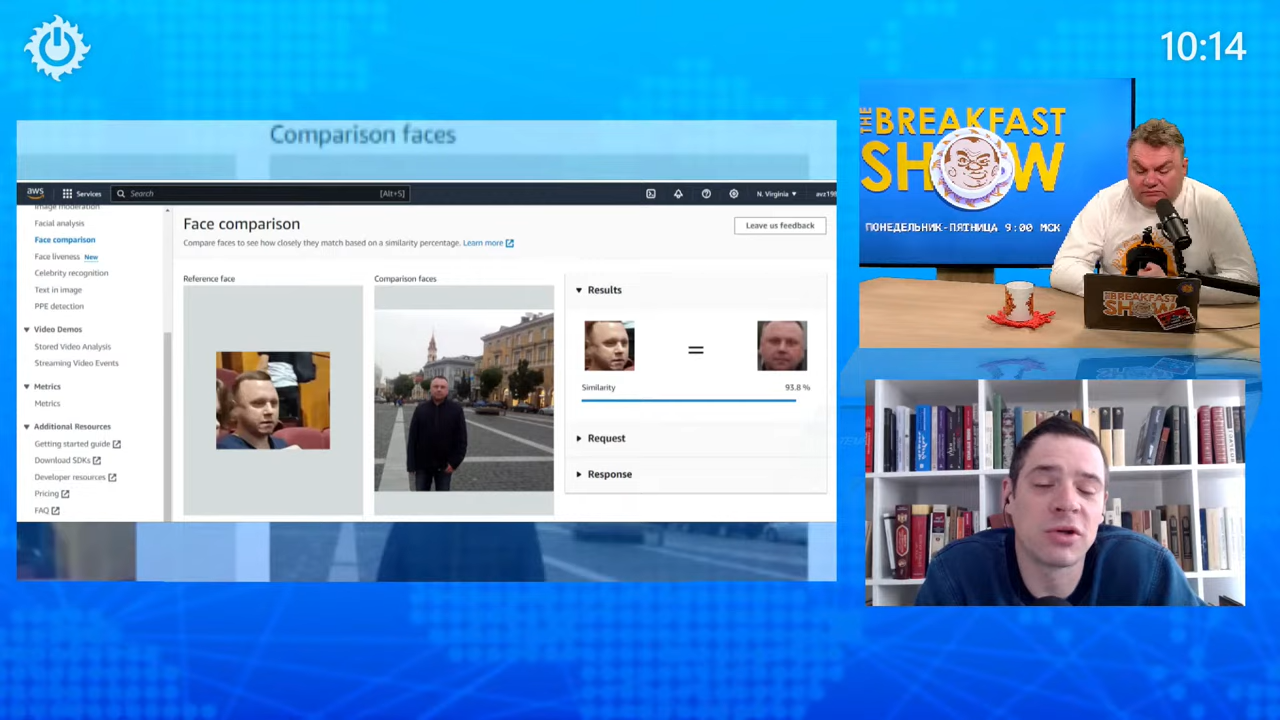 10:14
Comparison faces
aws
Services
Search
[Alt+S]
N. Virginia
Image moderation
Facial analysis
Face comparison
Face liveness New
Celebrity recognition
Text in image
PPE detection
Video Demos
Stored Video Analysis
Streaming Video Events
Metrics
Metrics
Additional Resources
Getting started guide
Download SDKs
Developer resources
Pricing
FAQ
Face comparison
Compare faces to see how closely they match based on a similarity percentage. Learn more
Leave us feedback
Reference face
Comparison faces
Results
=
Similarity
93.8 %
Request
Response
THE
BREAKFAST
SHOW
ПОНЕДЕЛЬНИК-ПЯТНИЦА 9:00 МСК
BREAKFAST
SHOW